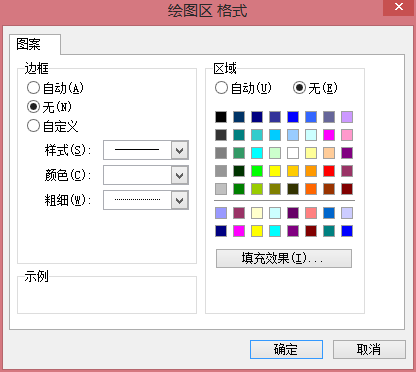 绘图区 格式
图案
边框
自动(A)
无(N)
自定义
样式(S):
颜色(C):
粗细(W):
示例
区域
自动(U)
无(E)
填充效果(I)...
确定
取消